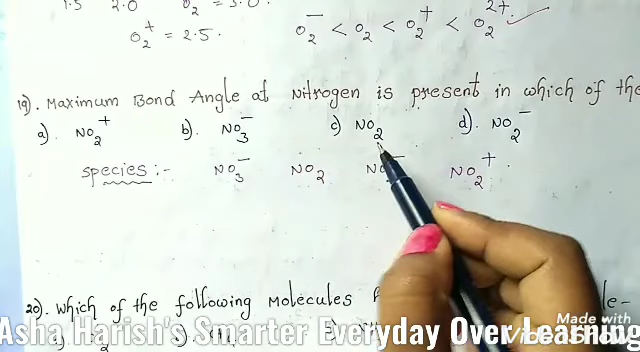 1.5 2.0 O₂ = 3.0.
O₂⁺ = 2.5. O₂⁻ < O₂ < O₂⁺ < O₂²⁺.
19). Maximum Bond Angle at Nitrogen is present in which of the
a). NO₂⁺ b). NO₃⁻ c) NO₂ d). NO₂⁻
species:- NO₃⁻ NO₂ NO₂⁺.
20). Which of the following Molecules
Asha Harish's Smarter Everyday Over Learning
Made with
VideoShow